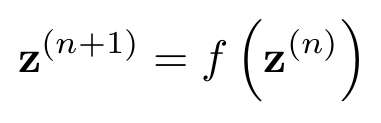 𝐳^{(n+1)} = f(𝐳^{(n)})